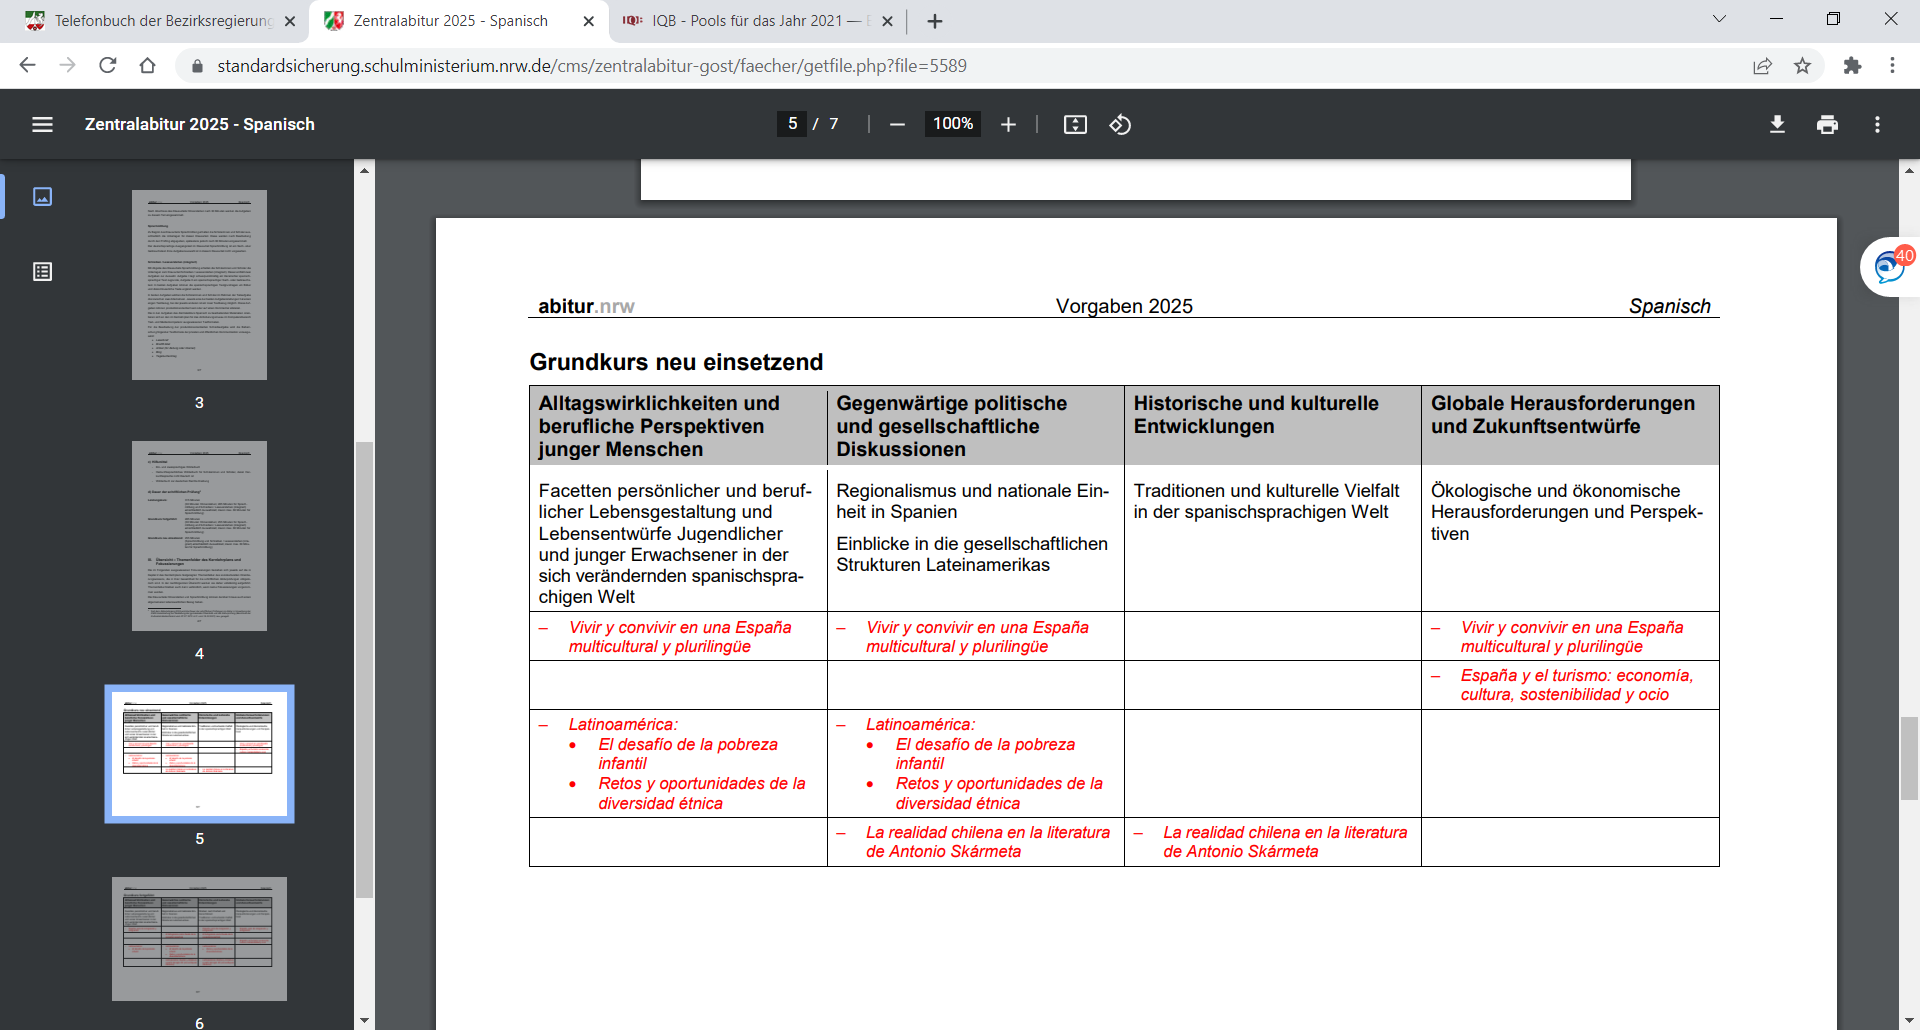 Telefonbuch der Bezirksregierung
Zentralabitur 2025 - Spanisch
IQB - Pools für das Jahr 2021 —
standardsicherung.schulministerium.nrw.de/cms/zentralabitur-gost/faecher/getfile.php?file=5589
Zentralabitur 2025 - Spanisch
5 / 7
100%
3
4
5
6
40
abitur.nrw
Vorgaben 2025
Spanisch
Grundkurs neu einsetzend
Alltagswirklichkeiten und
berufliche Perspektiven
junger Menschen
Gegenwärtige politische
und gesellschaftliche
Diskussionen
Historische und kulturelle
Entwicklungen
Globale Herausforderungen
und Zukunftsentwürfe
Facetten persönlicher und beruf-
licher Lebensgestaltung und
Lebensentwürfe Jugendlicher
und junger Erwachsener in der
sich verändernden spanischspra-
chigen Welt
Regionalismus und nationale Ein-
heit in Spanien
Einblicke in die gesellschaftlichen
Strukturen Lateinamerikas
Traditionen und kulturelle Vielfalt
in der spanischsprachigen Welt
Ökologische und ökonomische
Herausforderungen und Perspek-
tiven
– Vivir y convivir en una España
multicultural y plurilingüe
– Vivir y convivir en una España
multicultural y plurilingüe
– Vivir y convivir en una España
multicultural y plurilingüe
– España y el turismo: economía,
cultura, sostenibilidad y ocio
– Latinoamérica:
• El desafío de la pobreza
infantil
• Retos y oportunidades de la
diversidad étnica
– Latinoamérica:
• El desafío de la pobreza
infantil
• Retos y oportunidades de la
diversidad étnica
– La realidad chilena en la literatura
de Antonio Skármeta
– La realidad chilena en la literatura
de Antonio Skármeta